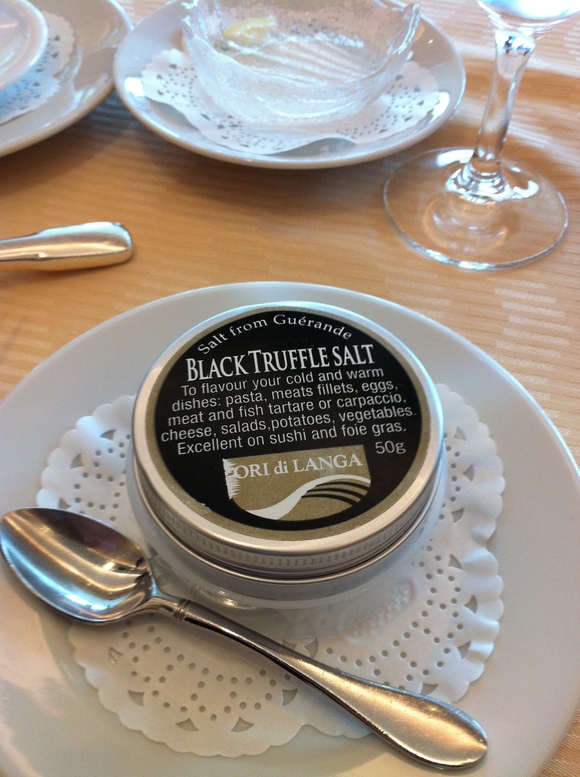 Salt from Guérande
BLACK TRUFFLE SALT
To flavour your cold and warm
dishes: pasta, meats fillets, eggs,
meat and fish tartare or carpaccio,
cheese, salads,potatoes, vegetables.
Excellent on sushi and foie gras.
50g
ORI di LANGA